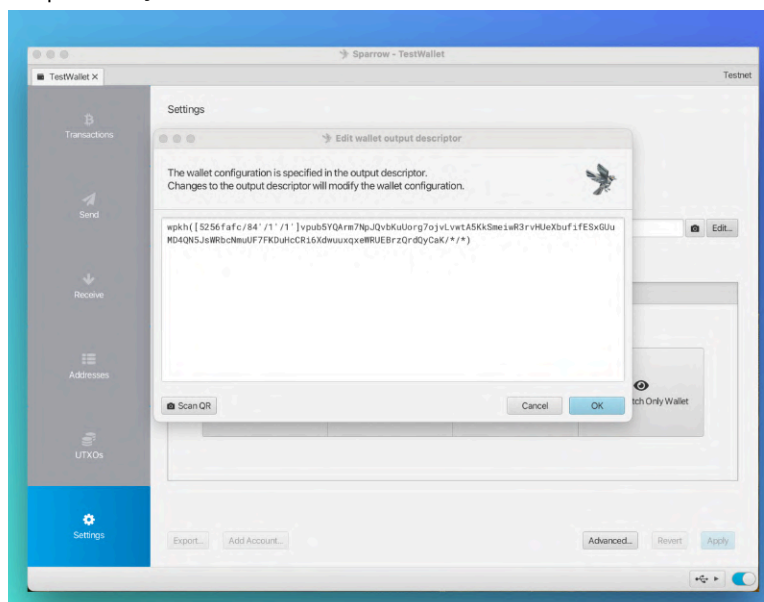 Sparrow - TestWallet
TestWallet ×
Testnet
Transactions
Send
Receive
Addresses
UTXOs
Settings
Settings
Edit wallet output descriptor
The wallet configuration is specified in the output descriptor.
Changes to the output descriptor will modify the wallet configuration.
wpkh([5256fafc/84'/1'/1']vpub5YQArm7NpJQvbKuUorg7ojvLvwtA5KkSmeiwR3rvHUeXbufifESxGUu
MD4QN5JsWRbcNmuUF7FKDuHcCRi6XdwuuxqxeWRUEBrzQrdQyCaK/*/*)
Edit...
Scan QR
Cancel
OK
tch Only Wallet
Export...
Add Account...
Advanced...
Revert
Apply